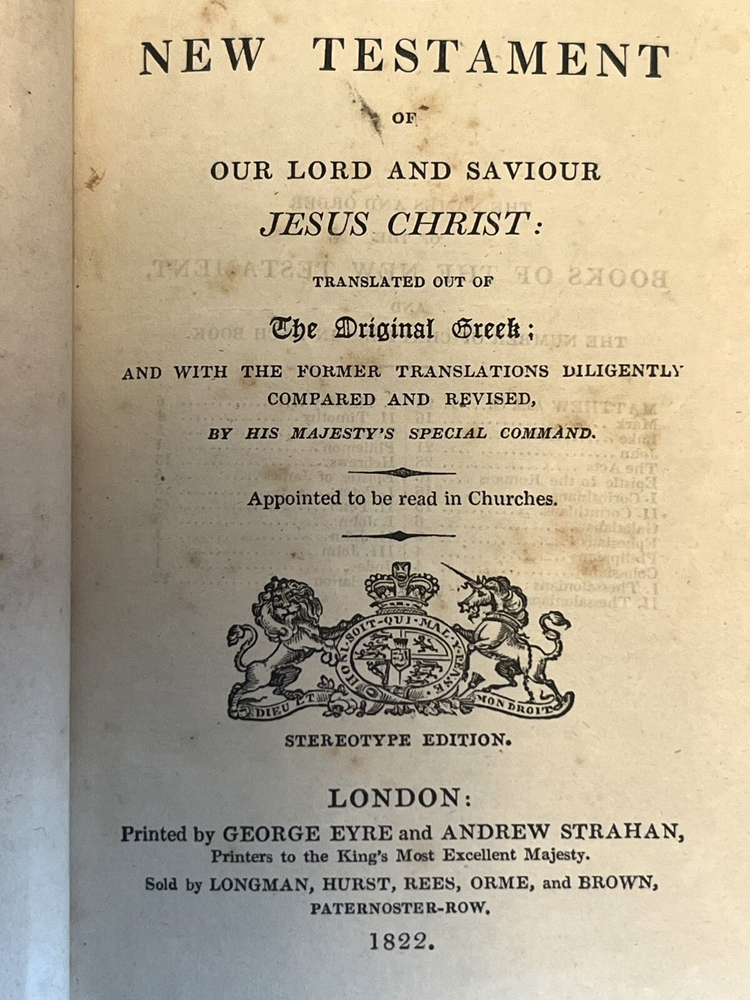 NEW TESTAMENT
OF
OUR LORD AND SAVIOUR
JESUS CHRIST:
TRANSLATED OUT OF
The Original Greek;
AND WITH THE FORMER TRANSLATIONS DILIGENTLY
COMPARED AND REVISED,
BY HIS MAJESTY'S SPECIAL COMMAND.
Appointed to be read in Churches.
HONI·SOIT·QUI·MAL·Y·PENSE
DIEU ET MON DROIT
STEREOTYPE EDITION.
LONDON:
Printed by GEORGE EYRE and ANDREW STRAHAN,
Printers to the King's Most Excellent Majesty.
Sold by LONGMAN, HURST, REES, ORME, and BROWN,
PATERNOSTER-ROW.
1822.